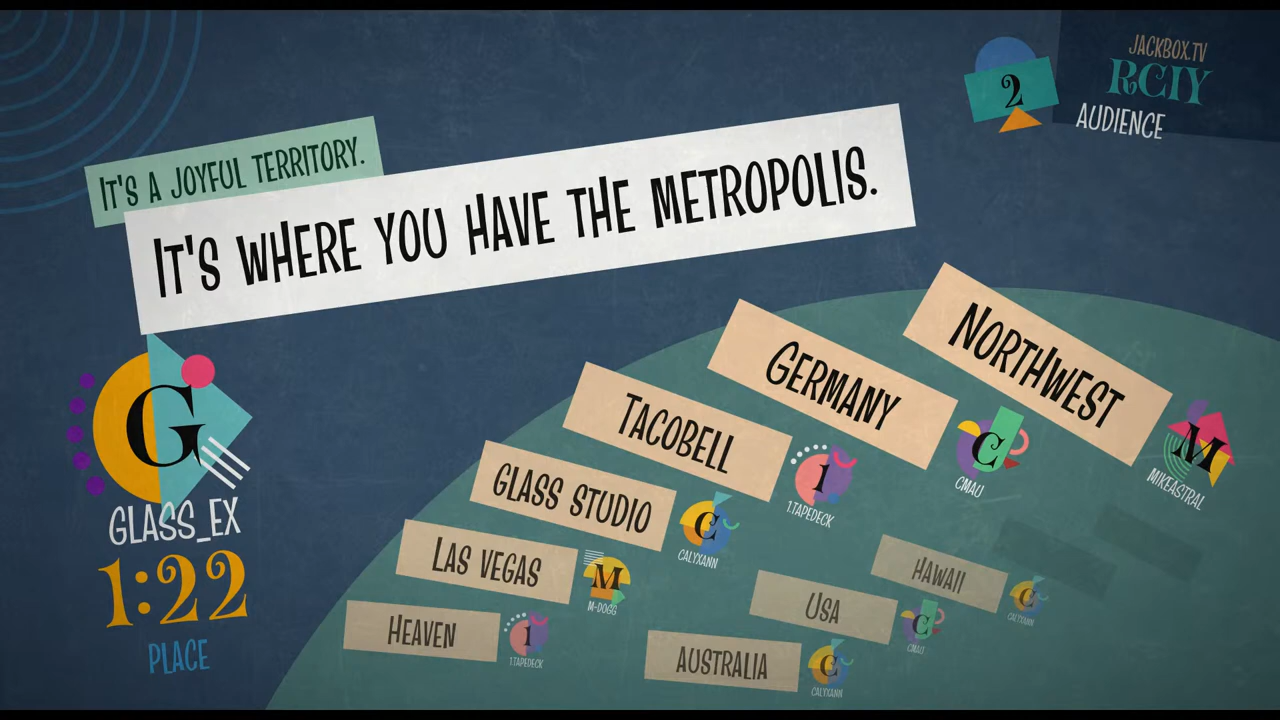 JACKBOX.TV
RCIY
AUDIENCE
2
IT'S A JOYFUL TERRITORY.
IT'S WHERE YOU HAVE THE METROPOLIS.
G
GLASS_EX
1:22
PLACE
NORTHWEST
M
MIKEASTRAL
GERMANY
C
CMAU
TACOBELL
1
1.TAPEDECK
GLASS STUDIO
C
CALYXANN
LAS VEGAS
M
M-DOGG
HEAVEN
1
1.TAPEDECK
HAWAII
C
CALYXANN
USA
C
CMAU
AUSTRALIA
C
CALYXANN